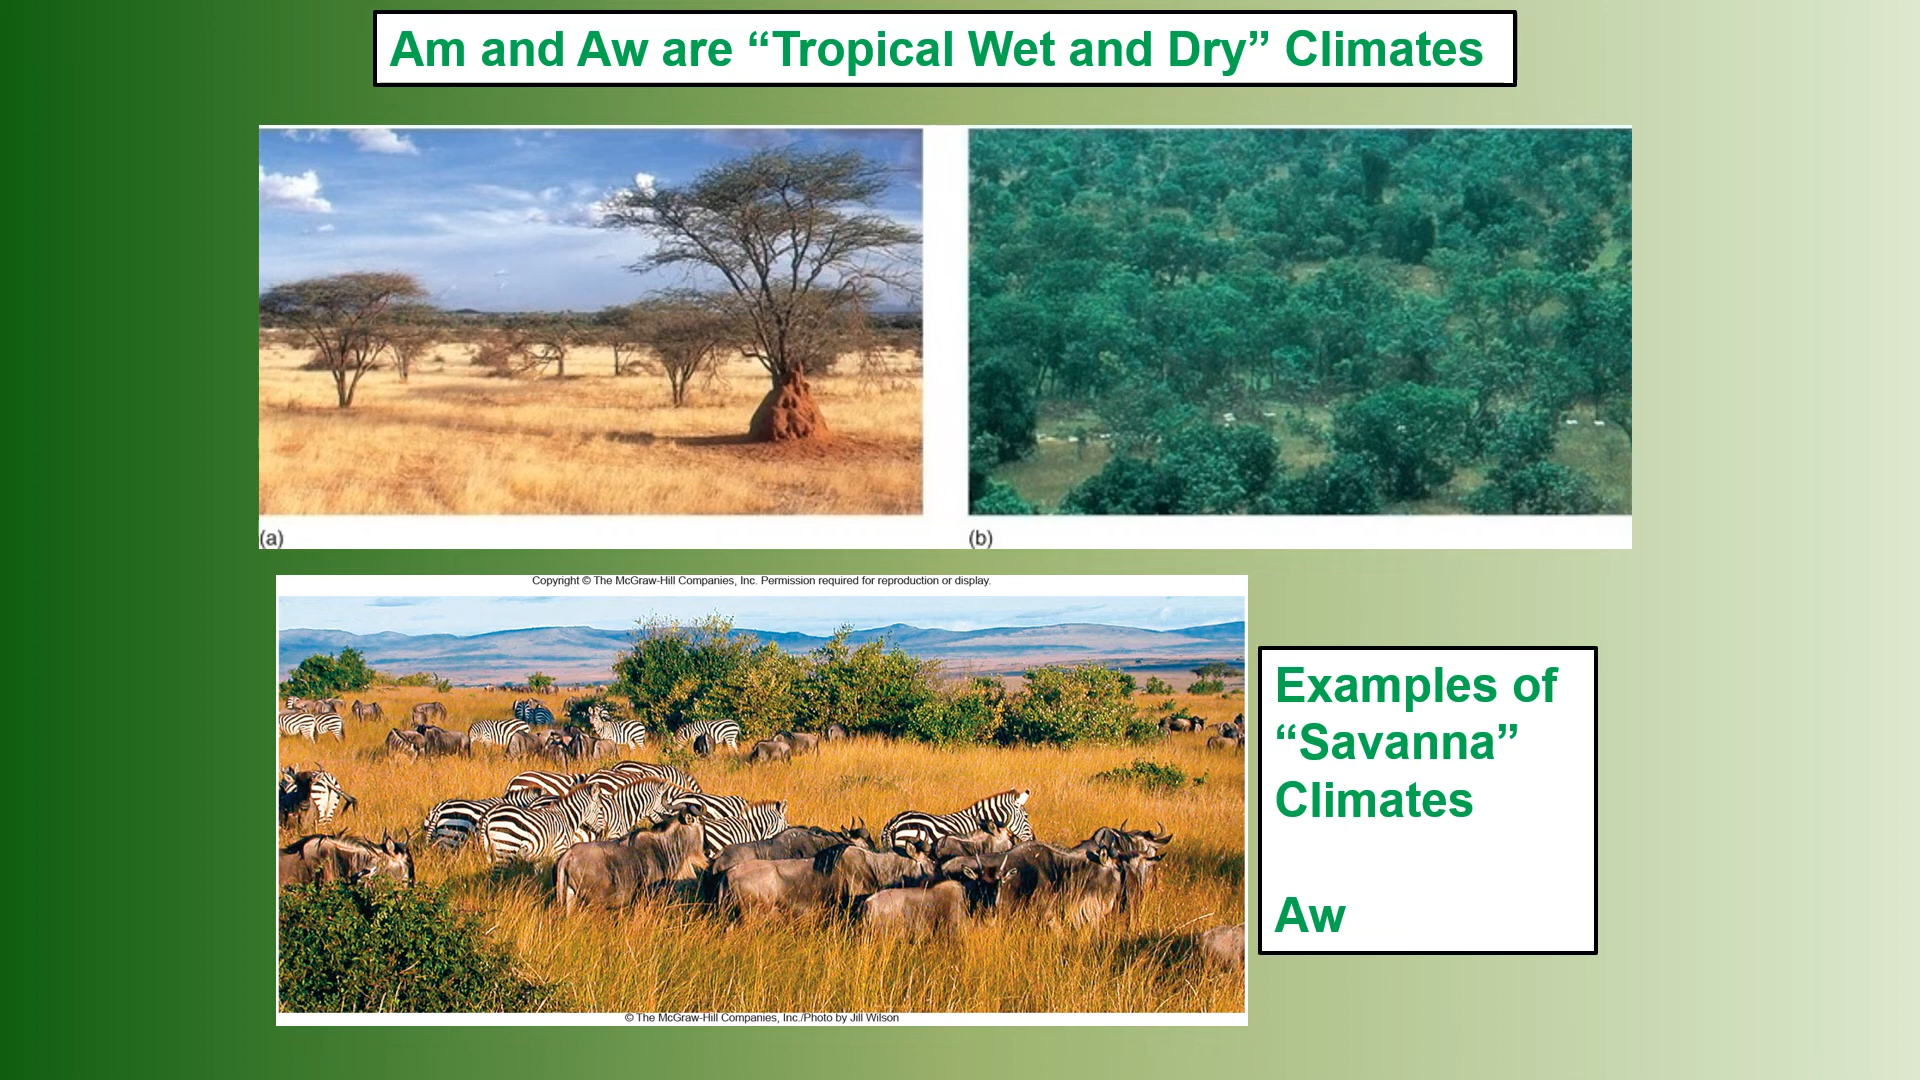 Am and Aw are “Tropical Wet and Dry” Climates
(a)
(b)
Copyright © The McGraw-Hill Companies, Inc. Permission required for reproduction or display.
© The McGraw-Hill Companies, Inc./Photo by Jill Wilson
Examples of
“Savanna”
Climates
Aw